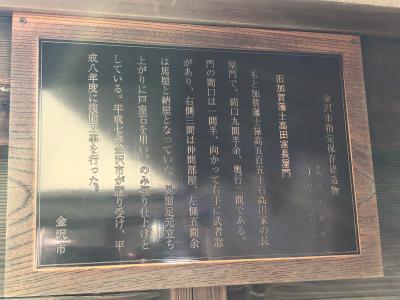 金沢市指定保存建造物
旧加賀藩士高田家長屋門
もと加賀藩士禄高五百五十石高田家の長
屋門で、間口九間半余、奥行二間である。
門の間口は一間半、向かって右手に武者窓
があり、右側三間は仲間部屋、左側五間余
は馬屋と納屋となっていた。
上がりに戸室石を用い、のみ切り仕上げと
している。平成七年金沢市が譲り受け、平
成八年度に復旧工事を行った。
金沢市